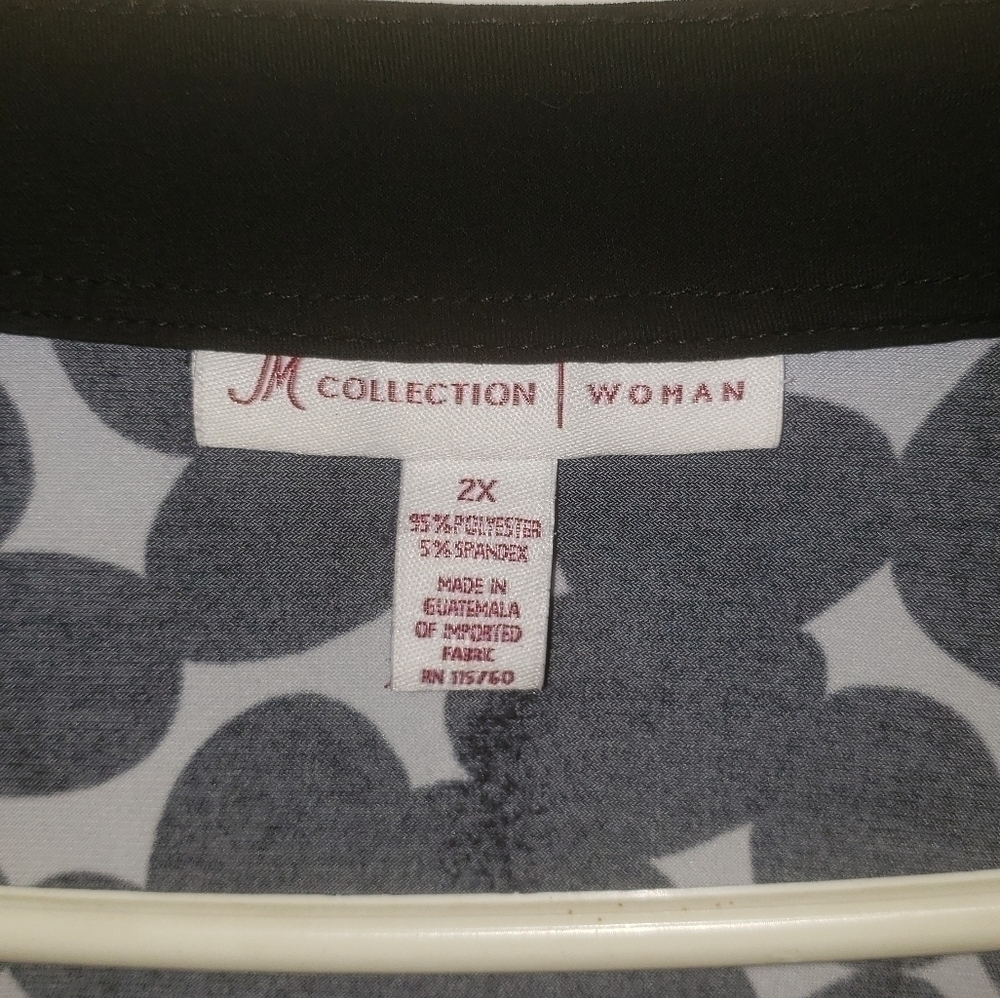 JM COLLECTION | WOMAN
2X
95% POLYESTER
5% SPANDEX
MADE IN
GUATEMALA
OF IMPORTED
FABRIC
RN 115760